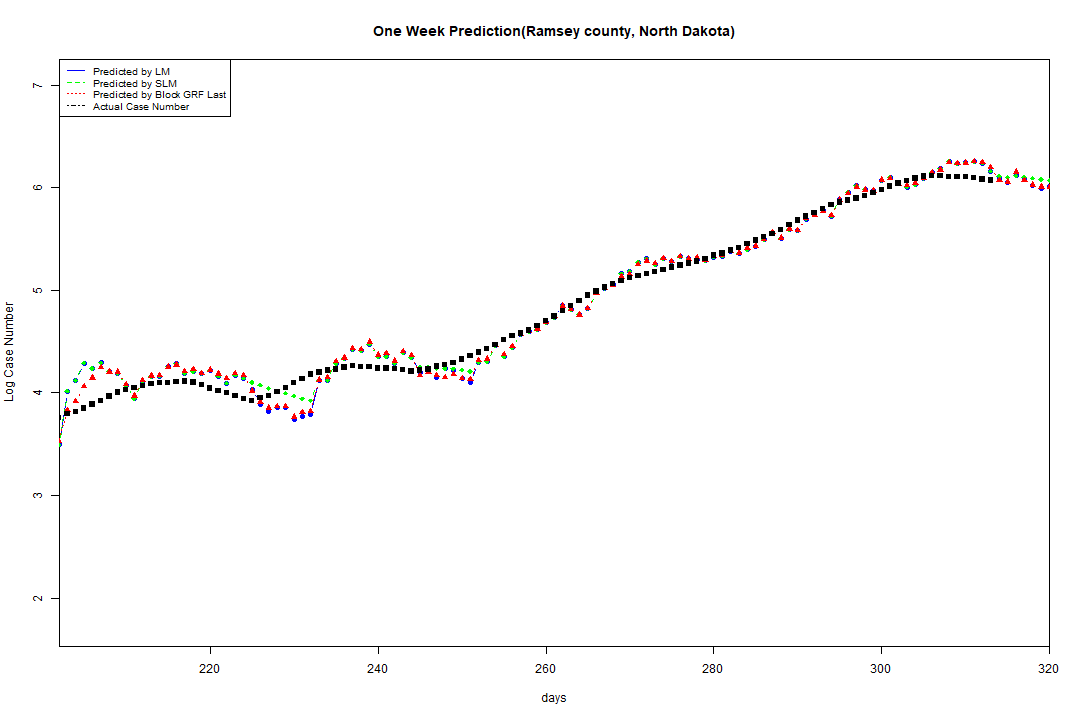 One Week Prediction(Ramsey county, North Dakota)
Predicted by LM
Predicted by SLM
Predicted by Block GRF Last
Actual Case Number
7
6
5
4
3
2
Log Case Number
220
240
260
280
300
320
days